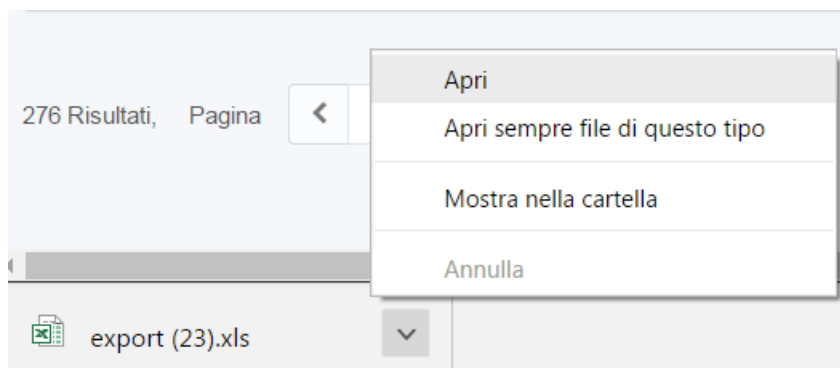 Apri
276 Risultati, Pagina
Apri sempre file di questo tipo
Mostra nella cartella
Annulla
export (23).xls